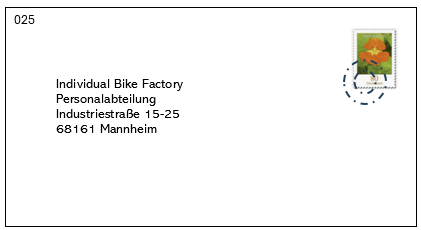 025
Individual Bike Factory
Personalabteilung
Industriestraße 15-25
68161 Mannheim